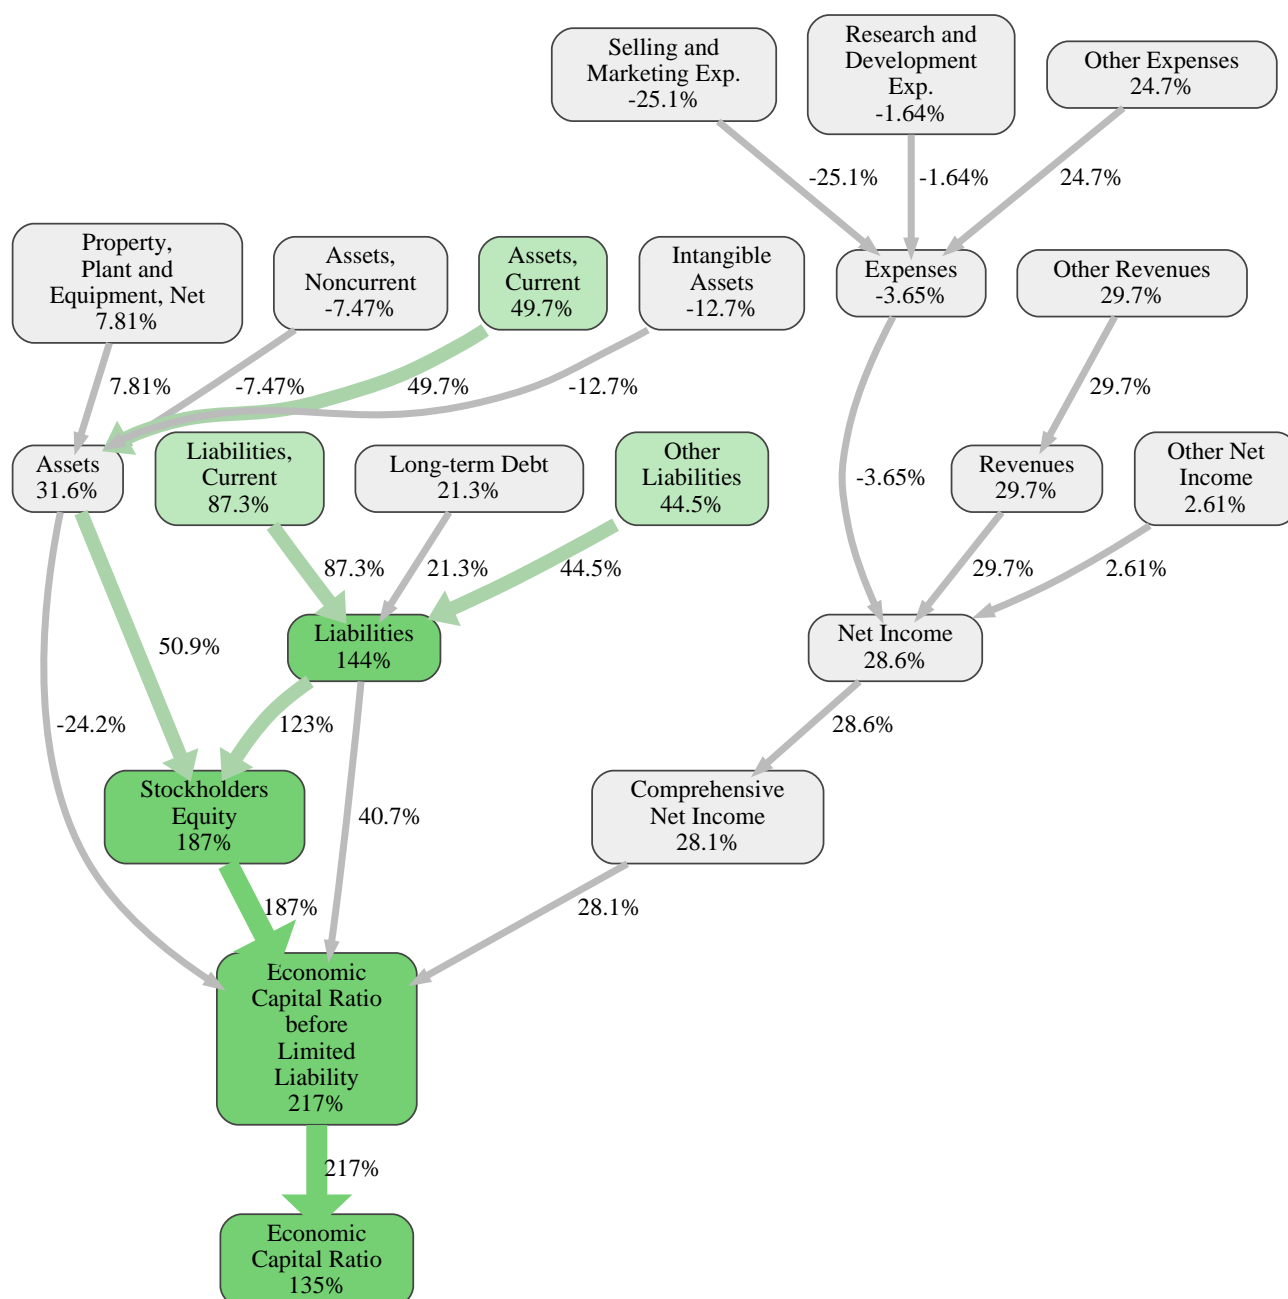 Selling and
Marketing Exp.
-25.1%
Research and
Development
Exp.
-1.64%
Other Expenses
24.7%
-25.1%
-1.64%
24.7%
Property,
Plant and
Equipment, Net
7.81%
Assets,
Noncurrent
-7.47%
Assets,
Current
49.7%
Intangible
Assets
-12.7%
Expenses
-3.65%
Other Revenues
29.7%
7.81%
-7.47%
49.7%
-12.7%
29.7%
Assets
31.6%
Liabilities,
Current
87.3%
Long-term Debt
21.3%
Other
Liabilities
44.5%
-3.65%
Revenues
29.7%
Other Net
Income
2.61%
87.3%
21.3%
44.5%
29.7%
2.61%
50.9%
Liabilities
144%
Net Income
28.6%
-24.2%
123%
28.6%
Stockholders
Equity
187%
40.7%
Comprehensive
Net Income
28.1%
187%
28.1%
Economic
Capital Ratio
before
Limited
Liability
217%
217%
Economic
Capital Ratio
135%